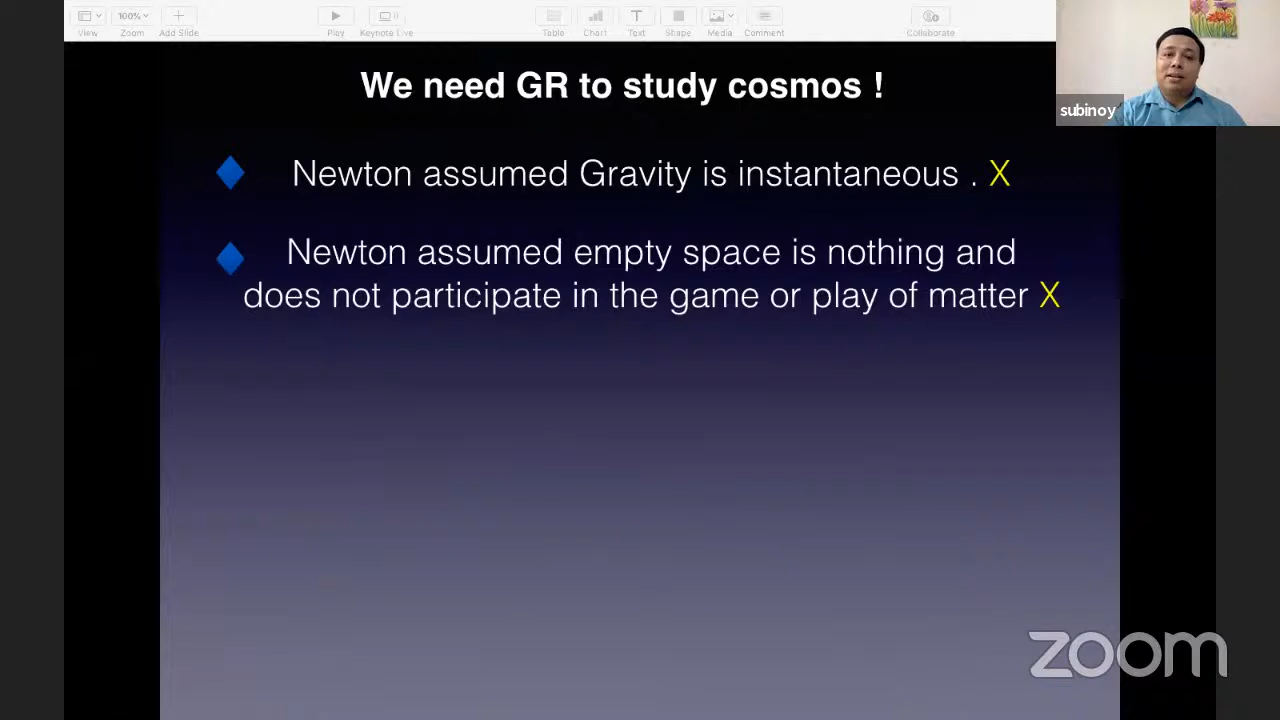 100%
View
Zoom
Add Slide
Play
Keynote Live
Table
Chart
Text
Shape
Media
Comment
Collaborate
subinoy
We need GR to study cosmos !
Newton assumed Gravity is instantaneous . X
Newton assumed empty space is nothing and
does not participate in the game or play of matter X
zoom